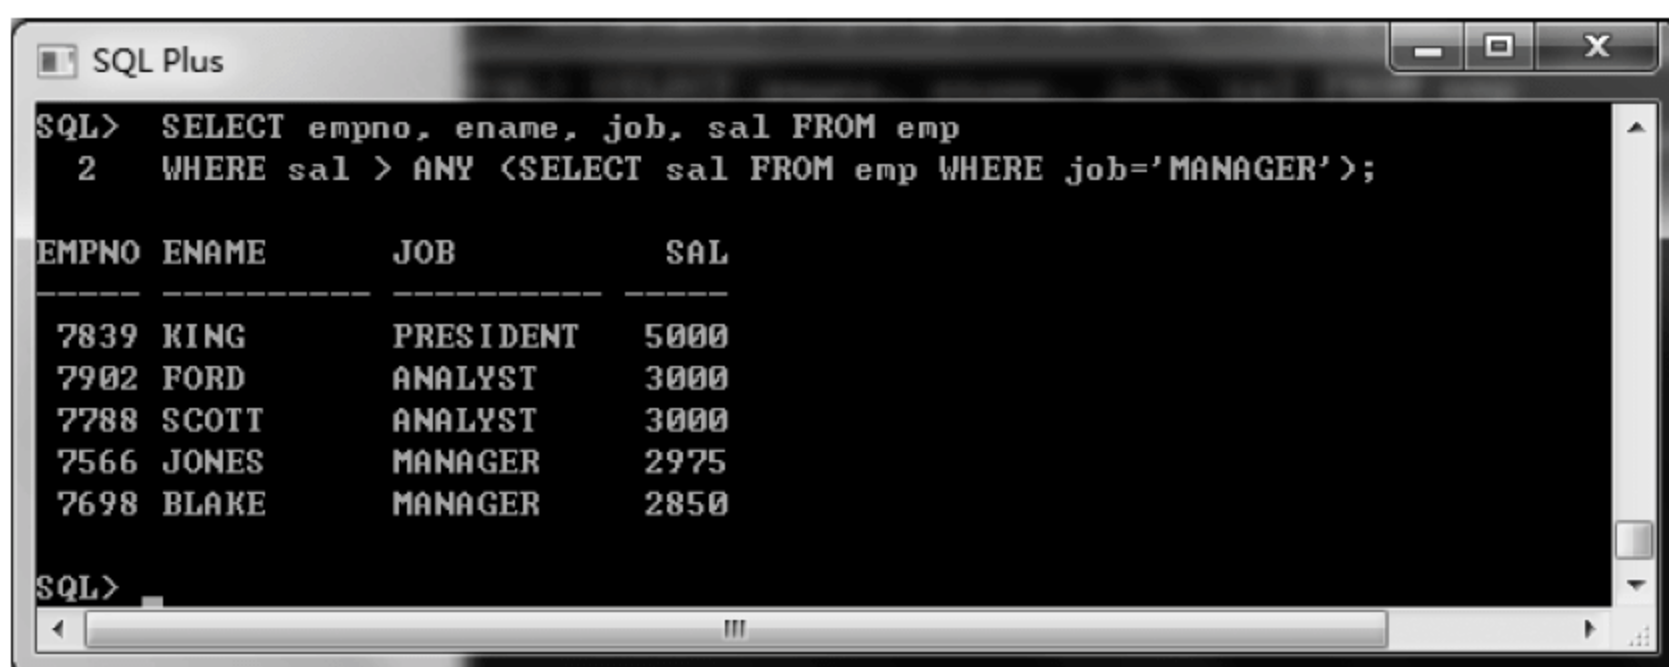 SQL Plus
SQL> SELECT empno, ename, job, sal FROM emp
2 WHERE sal > ANY (SELECT sal FROM emp WHERE job='MANAGER');
EMPNO ENAME JOB SAL
----- ---------- ---------- -----
7839 KING PRESIDENT 5000
7902 FORD ANALYST 3000
7788 SCOTT ANALYST 3000
7566 JONES MANAGER 2975
7698 BLAKE MANAGER 2850
SQL> _